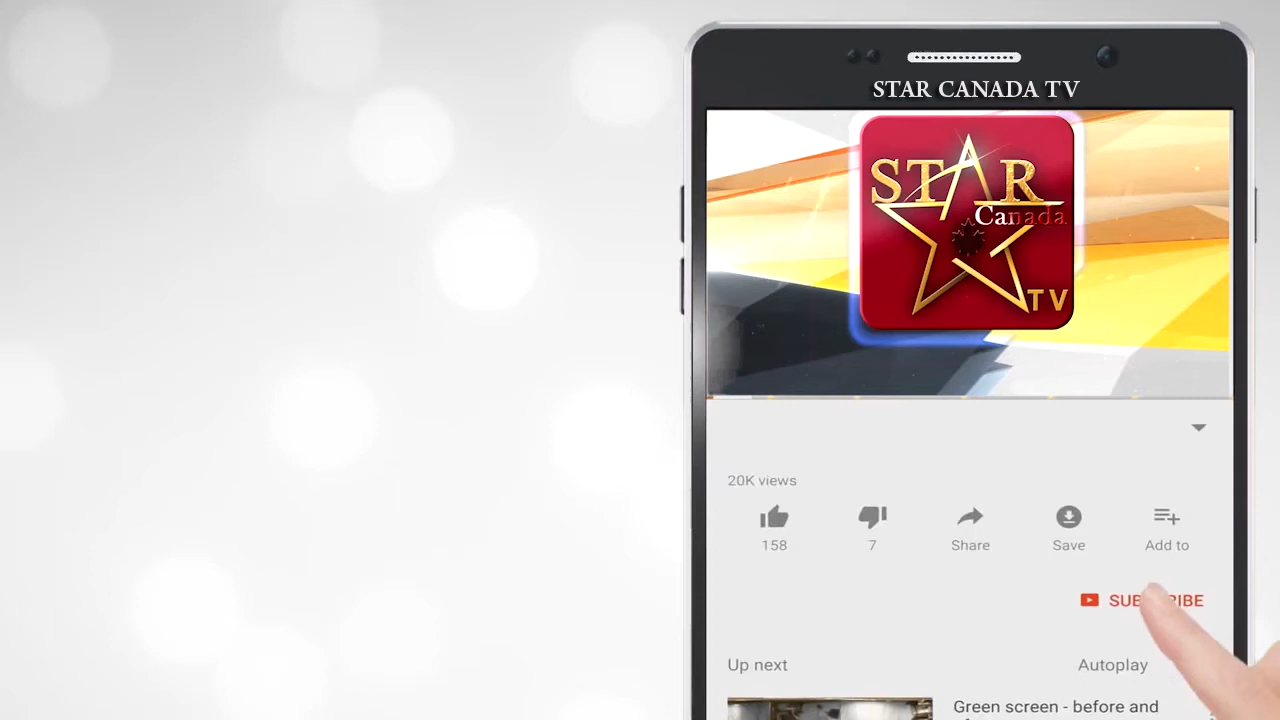 STAR CANADA TV
STAR
Canada
TV
20K views
158
7
Share
Save
Add to
SUBSCRIBE
Up next
Autoplay
Green screen - before and